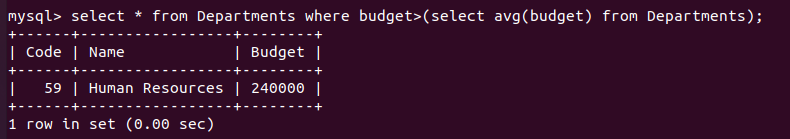 mysql> select * from Departments where budget>(select avg(budget) from Departments);
+------+-----------------+--------+
| Code | Name            | Budget |
+------+-----------------+--------+
|   59 | Human Resources | 240000 |
+------+-----------------+--------+
1 row in set (0.00 sec)